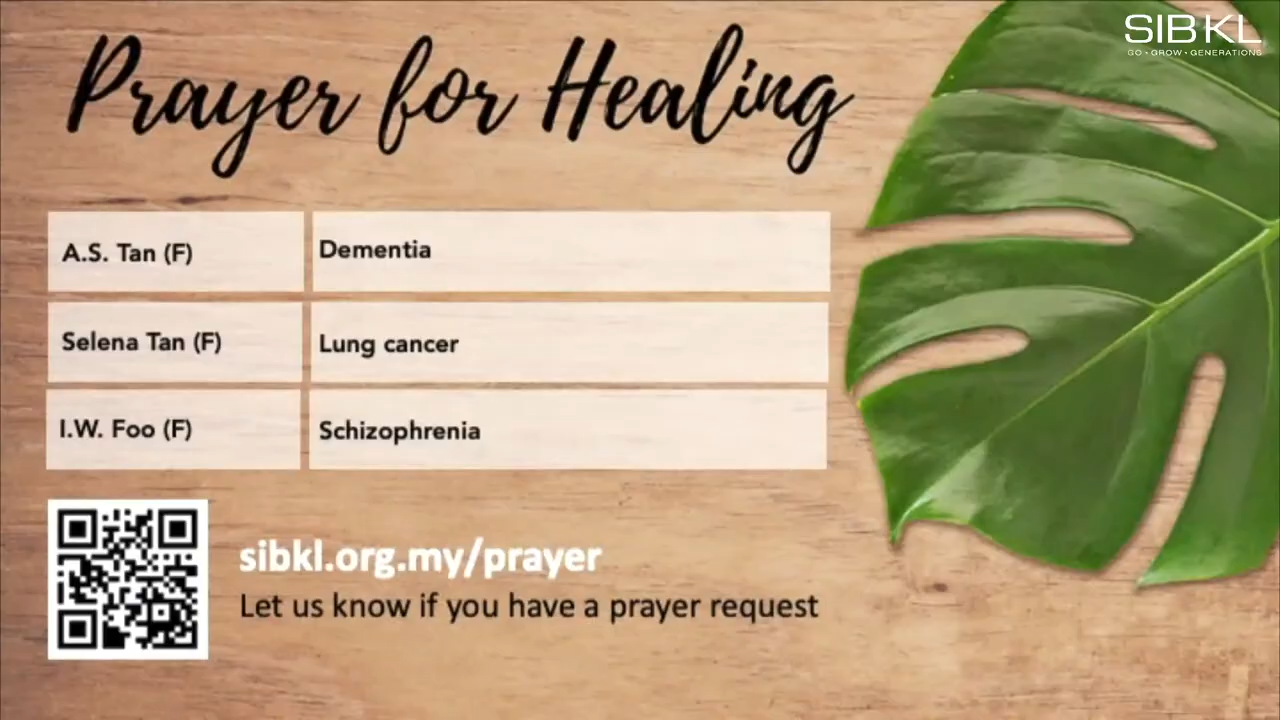 SIBKL
GO • GROW • GENERATIONS
Prayer for Healing
A.S. Tan (F) Dementia
Selena Tan (F) Lung cancer
I.W. Foo (F) Schizophrenia
sibkl.org.my/prayer
Let us know if you have a prayer request